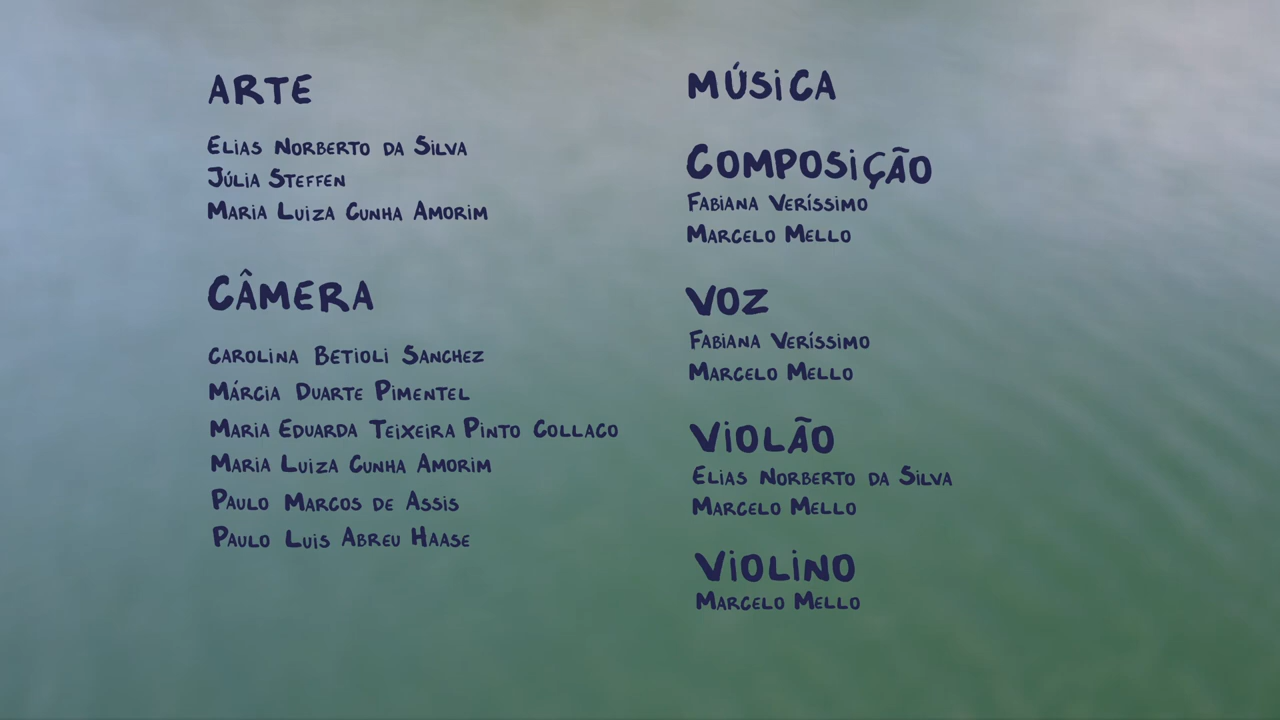 ARTE
Elias Norberto da Silva
Júlia Steffen
Maria Luiza Cunha Amorim
CÂMERA
Carolina Betioli Sanchez
Márcia Duarte Pimentel
Maria Eduarda Teixeira Pinto Collaco
Maria Luiza Cunha Amorim
Paulo Marcos de Assis
Paulo Luis Abreu Haase
MÚSiCA
COMPOSiÇÃO
Fabiana Veríssimo
Marcelo Mello
VOZ
Fabiana Veríssimo
Marcelo Mello
ViOLÃO
Elias Norberto da Silva
Marcelo Mello
ViOLiNO
Marcelo Mello